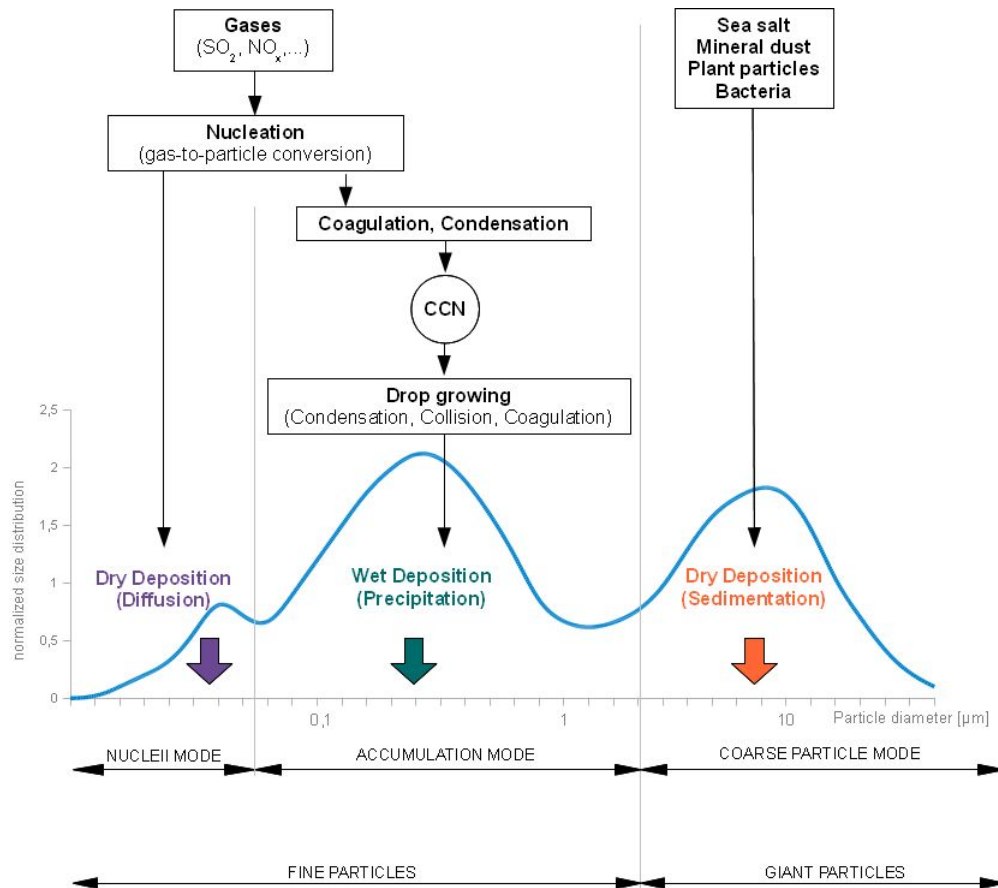 Gases
(SO2, NOx,...)
Sea salt
Mineral dust
Plant particles
Bacteria
Nucleation
(gas-to-particle conversion)
Coagulation, Condensation
CCN
Drop growing
(Condensation, Collision, Coagulation)
normalized size distribution
2,5
2
1,5
1
0,5
0
Dry Deposition
(Diffusion)
Wet Deposition
(Precipitation)
Dry Deposition
(Sedimentation)
0,1
1
10
Particle diameter [µm]
NUCLEII MODE
ACCUMULATION MODE
COARSE PARTICLE MODE
FINE PARTICLES
GIANT PARTICLES